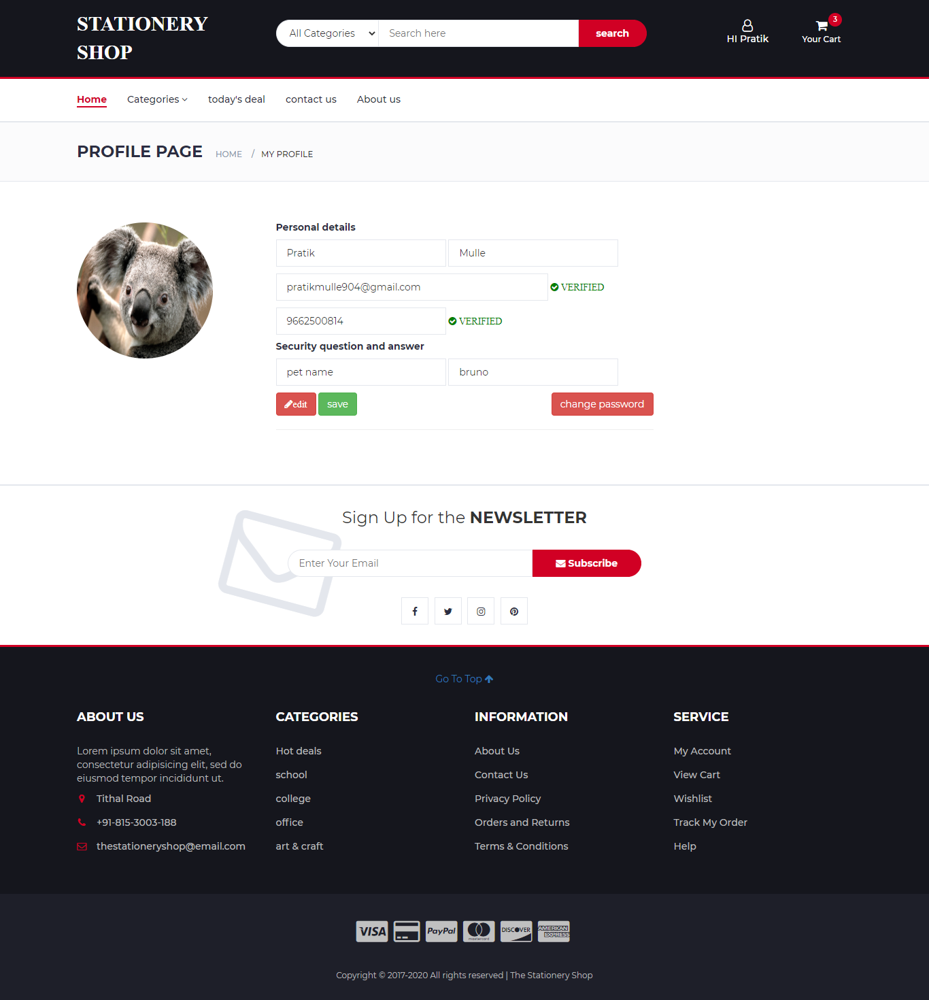 STATIONERY
SHOP
All Categories
Search here
search
HI Pratik
3
Your Cart
Home
Categories
today's deal
contact us
About us
PROFILE PAGE
HOME / MY PROFILE
Personal details
Pratik
Mulle
pratikmulle904@gmail.com
VERIFIED
9662500814
VERIFIED
Security question and answer
pet name
bruno
edit
save
change password
Sign Up for the NEWSLETTER
Enter Your Email
Subscribe
Go To Top
ABOUT US
Lorem ipsum dolor sit amet,
consectetur adipisicing elit, sed do
eiusmod tempor incididunt ut.
Tithal Road
+91-815-3003-188
thestationeryshop@email.com
CATEGORIES
Hot deals
school
college
office
art & craft
INFORMATION
About Us
Contact Us
Privacy Policy
Orders and Returns
Terms & Conditions
SERVICE
My Account
View Cart
Wishlist
Track My Order
Help
VISA
PayPal
mastercard
DISCOVER
AMERICAN
EXPRESS
Copyright © 2017-2020 All rights reserved | The Stationery Shop